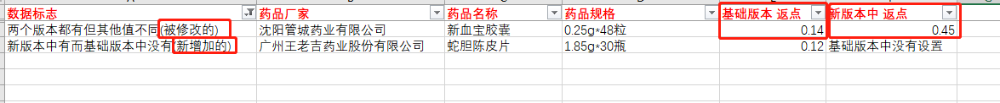 数据标志 药品厂家 药品名称 药品规格 基础版本 返点 新版本中 返点
两个版本都有但其他值不同(被修改的) 沈阳管城药业有限公司 新血宝胶囊 0.25g*48粒 0.14 0.45
新版本中有而基础版本中没有(新增加的) 广州王老吉药业股份有限公司 蛇胆陈皮片 1.85g*30瓶 0.12 基础版本中没有设置